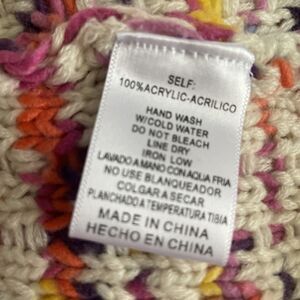 SELF:
100%ACRYLIC-ACRILICO
HAND WASH
W/COLD WATER
DO NOT BLEACH
LINE DRY
IRON LOW
LAVADO A MANO CON AQUA FRIA
NO USE BLANQUEADOR
COLGAR A SECAR
PLANCHADO A TEMPERATURA TIBIA
MADE IN CHINA
HECHO EN CHINA